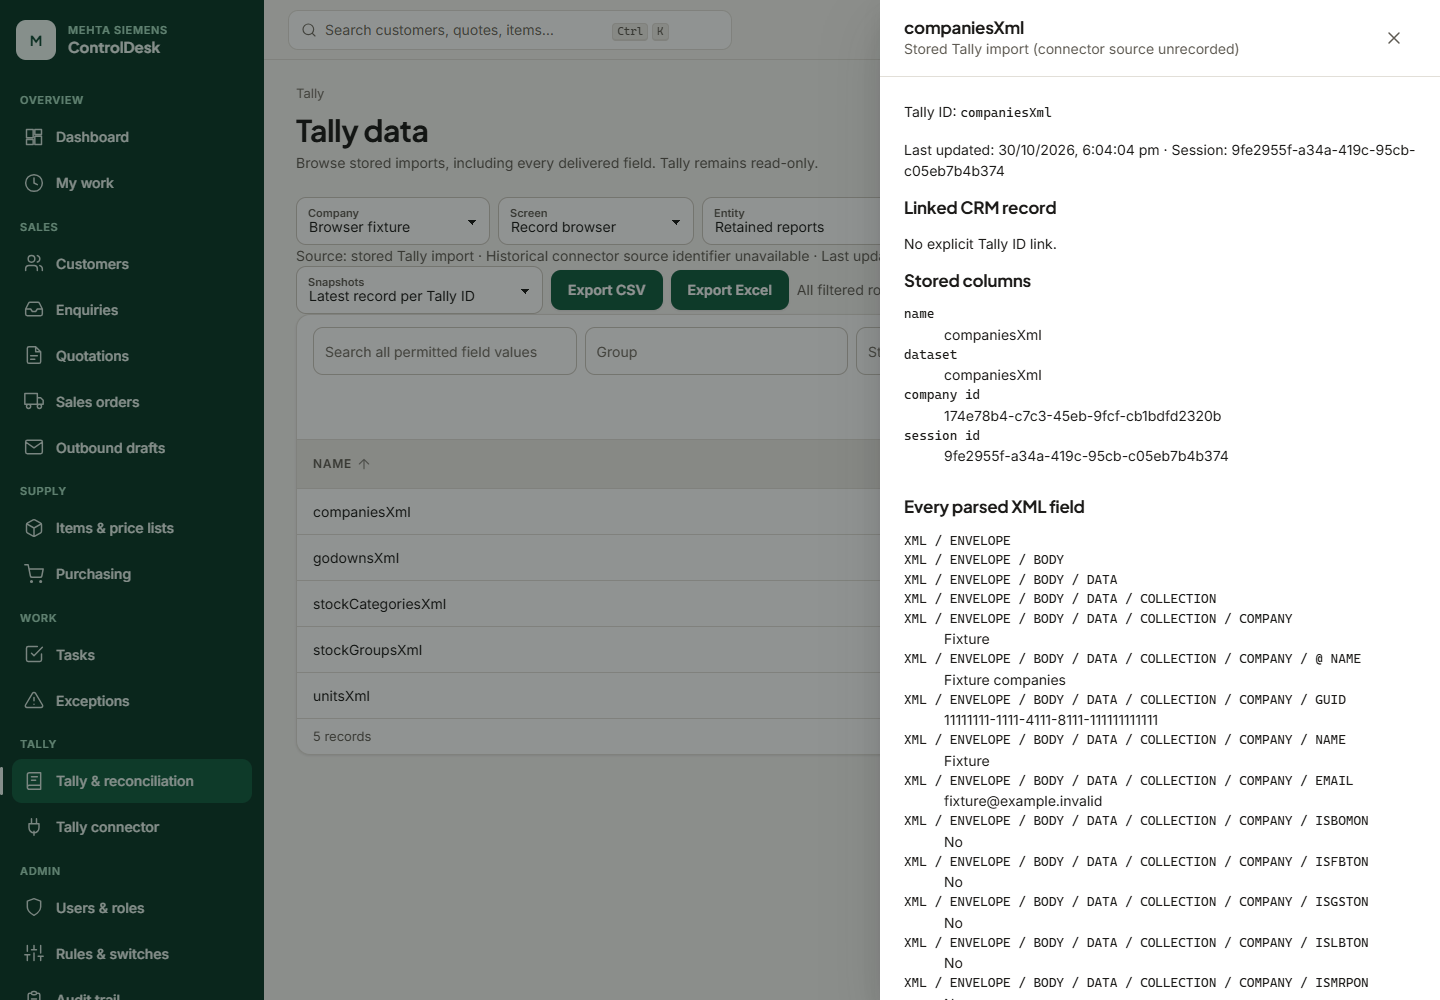 M
MEHTA SIEMENS
ControlDesk
OVERVIEW
Dashboard
My work
SALES
Customers
Enquiries
Quotations
Sales orders
Outbound drafts
SUPPLY
Items & price lists
Purchasing
WORK
Tasks
Exceptions
TALLY
Tally & reconciliation
Tally connector
ADMIN
Users & roles
Rules & switches
Audit trail
Search customers, quotes, items...
Ctrl K
Tally
Tally data
Browse stored imports, including every delivered field. Tally remains read-only.
Company
Browser fixture
Screen
Record browser
Entity
Retained reports
Source: stored Tally import · Historical connector source identifier unavailable · Last upda
Snapshots
Latest record per Tally ID
Export CSV
Export Excel
All filtered ro
Search all permitted field values
Group
St
NAME
companiesXml
godownsXml
stockCategoriesXml
stockGroupsXml
unitsXml
5 records
companiesXml
Stored Tally import (connector source unrecorded)
Tally ID: companiesXml
Last updated: 30/10/2026, 6:04:04 pm · Session: 9fe2955f-a34a-419c-95cb-
c05eb7b4b374
Linked CRM record
No explicit Tally ID link.
Stored columns
name
companiesXml
dataset
companiesXml
company id
174e78b4-c7c3-45eb-9fcf-cb1bdfd2320b
session id
9fe2955f-a34a-419c-95cb-c05eb7b4b374
Every parsed XML field
XML / ENVELOPE
XML / ENVELOPE / BODY
XML / ENVELOPE / BODY / DATA
XML / ENVELOPE / BODY / DATA / COLLECTION
XML / ENVELOPE / BODY / DATA / COLLECTION / COMPANY
Fixture
XML / ENVELOPE / BODY / DATA / COLLECTION / COMPANY / @ NAME
Fixture companies
XML / ENVELOPE / BODY / DATA / COLLECTION / COMPANY / GUID
11111111-1111-4111-8111-111111111111
XML / ENVELOPE / BODY / DATA / COLLECTION / COMPANY / NAME
Fixture
XML / ENVELOPE / BODY / DATA / COLLECTION / COMPANY / EMAIL
fixture@example.invalid
XML / ENVELOPE / BODY / DATA / COLLECTION / COMPANY / ISBOMON
No
XML / ENVELOPE / BODY / DATA / COLLECTION / COMPANY / ISFBTON
No
XML / ENVELOPE / BODY / DATA / COLLECTION / COMPANY / ISGSTON
No
XML / ENVELOPE / BODY / DATA / COLLECTION / COMPANY / ISLBTON
No
XML / ENVELOPE / BODY / DATA / COLLECTION / COMPANY / ISMRPON